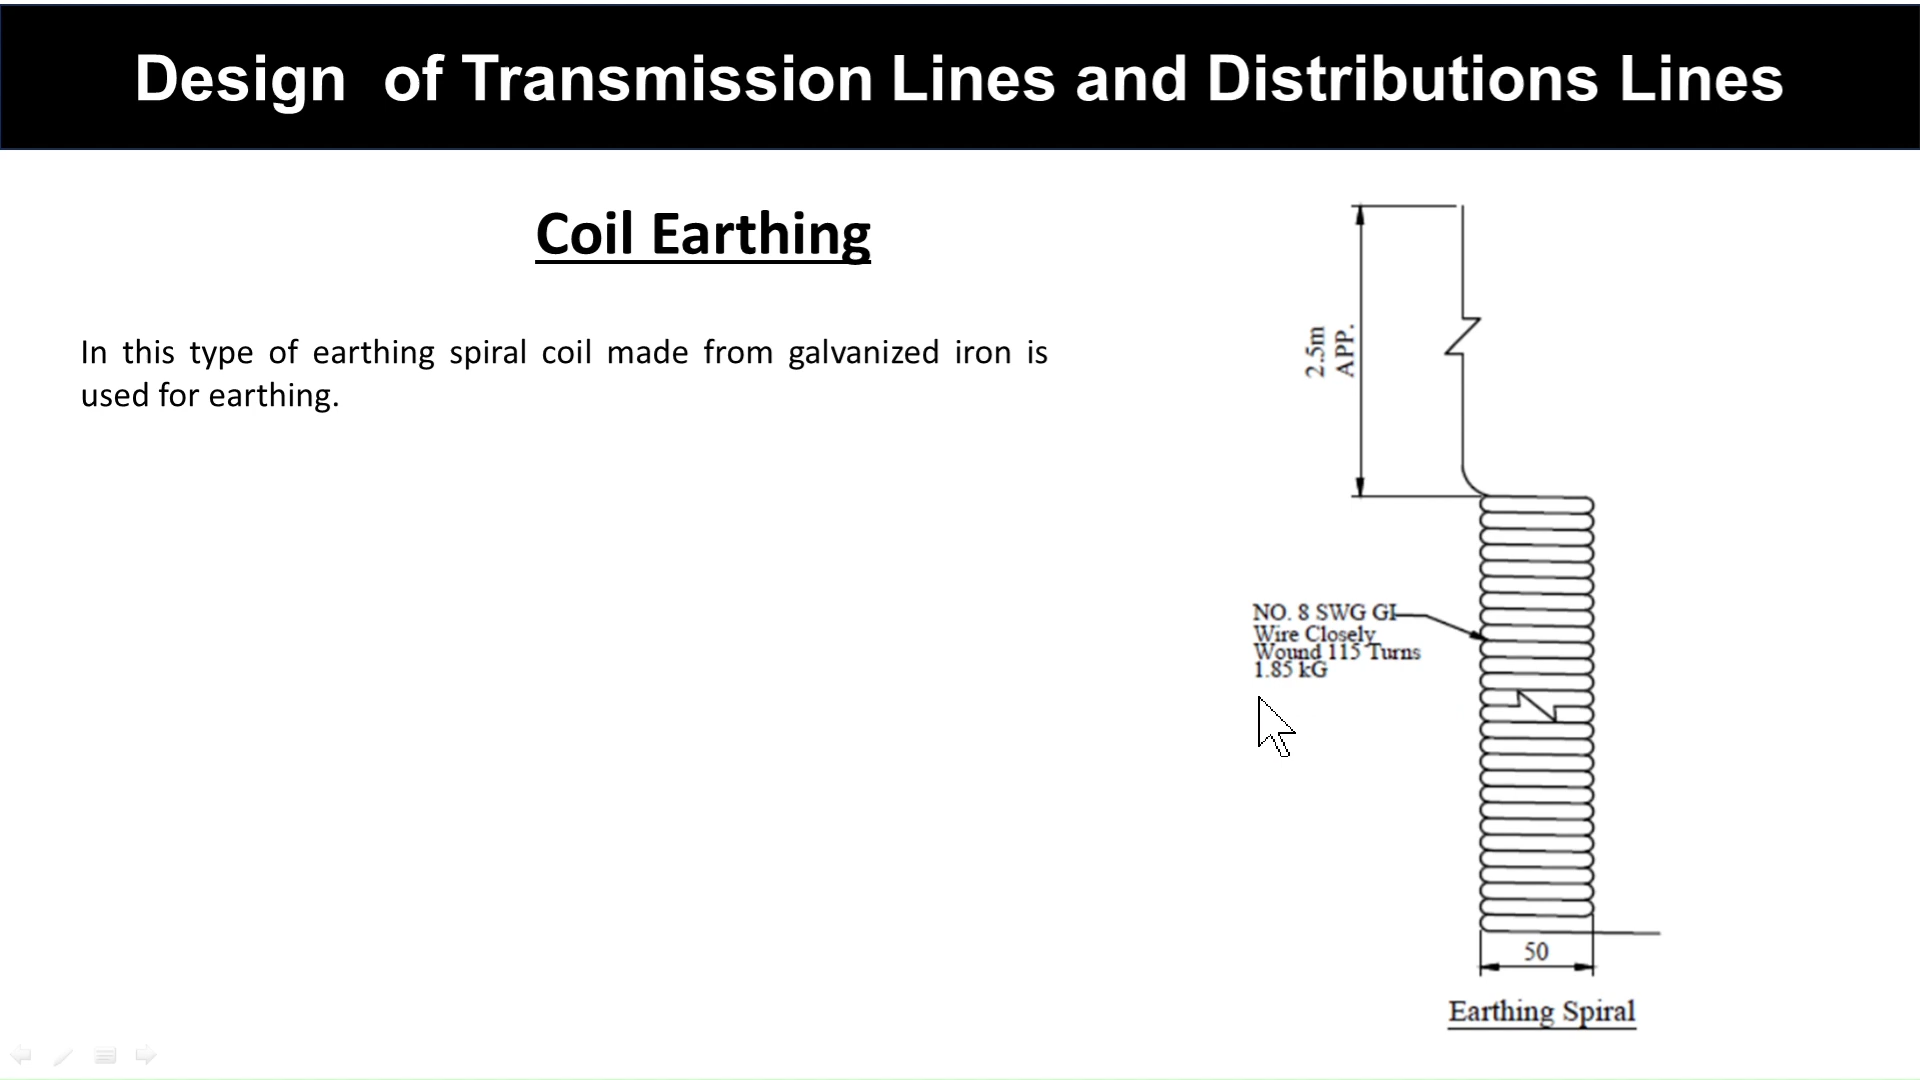 Design  of Transmission Lines and Distributions Lines
Coil Earthing
In this type of earthing spiral coil made from galvanized iron is
used for earthing.
2.5m
APP.
NO. 8 SWG GI
Wire Closely
Wound 115 Turns
1.85 kG
50
Earthing Spiral